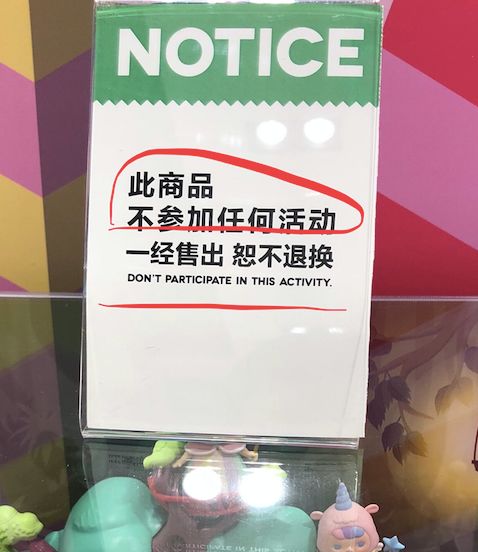 NOTICE
此商品
不参加任何活动
一经售出 恕不退换
DON'T PARTICIPATE IN THIS ACTIVITY.